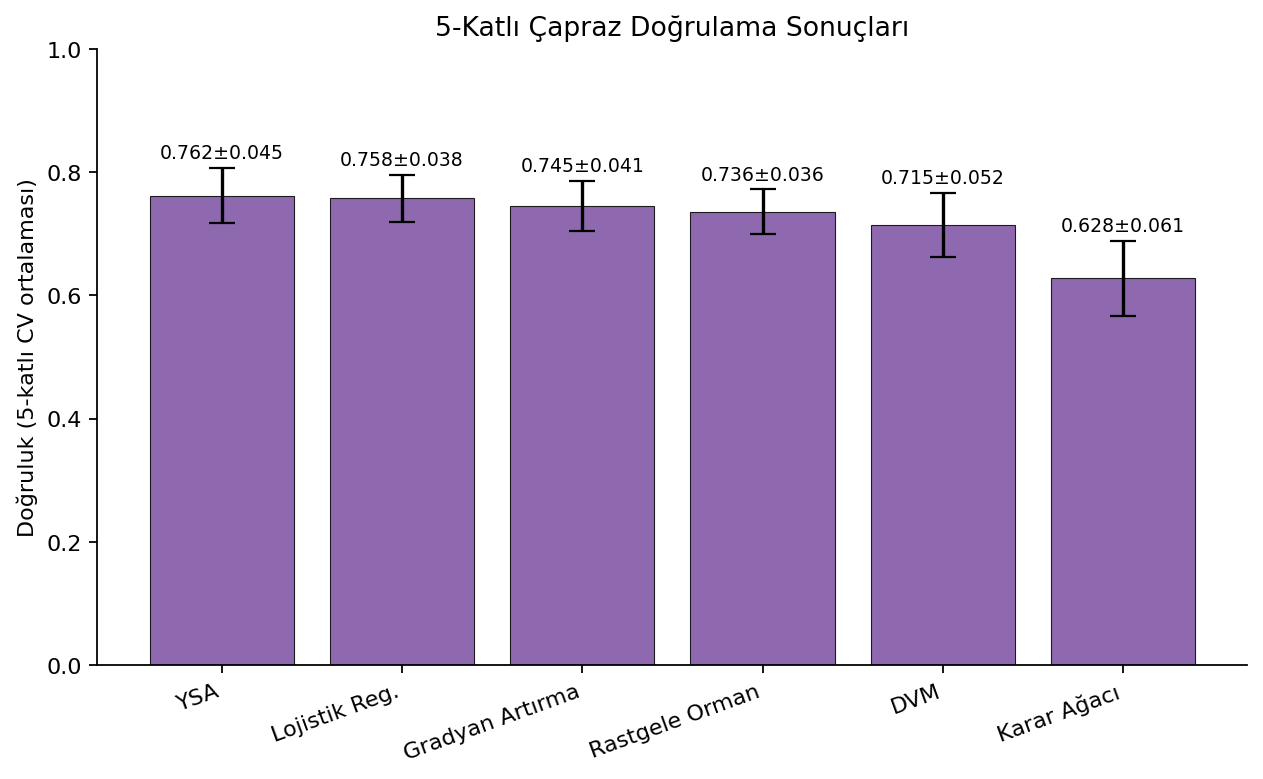 5-Katlı Çapraz Doğrulama Sonuçları
Doğruluk (5-katlı CV ortalaması)
1.0
0.8
0.6
0.4
0.2
0.0
0.762±0.045
0.758±0.038
0.745±0.041
0.736±0.036
0.715±0.052
0.628±0.061
YSA
Lojistik Reg.
Gradyan Artırma
Rastgele Orman
DVM
Karar Ağacı